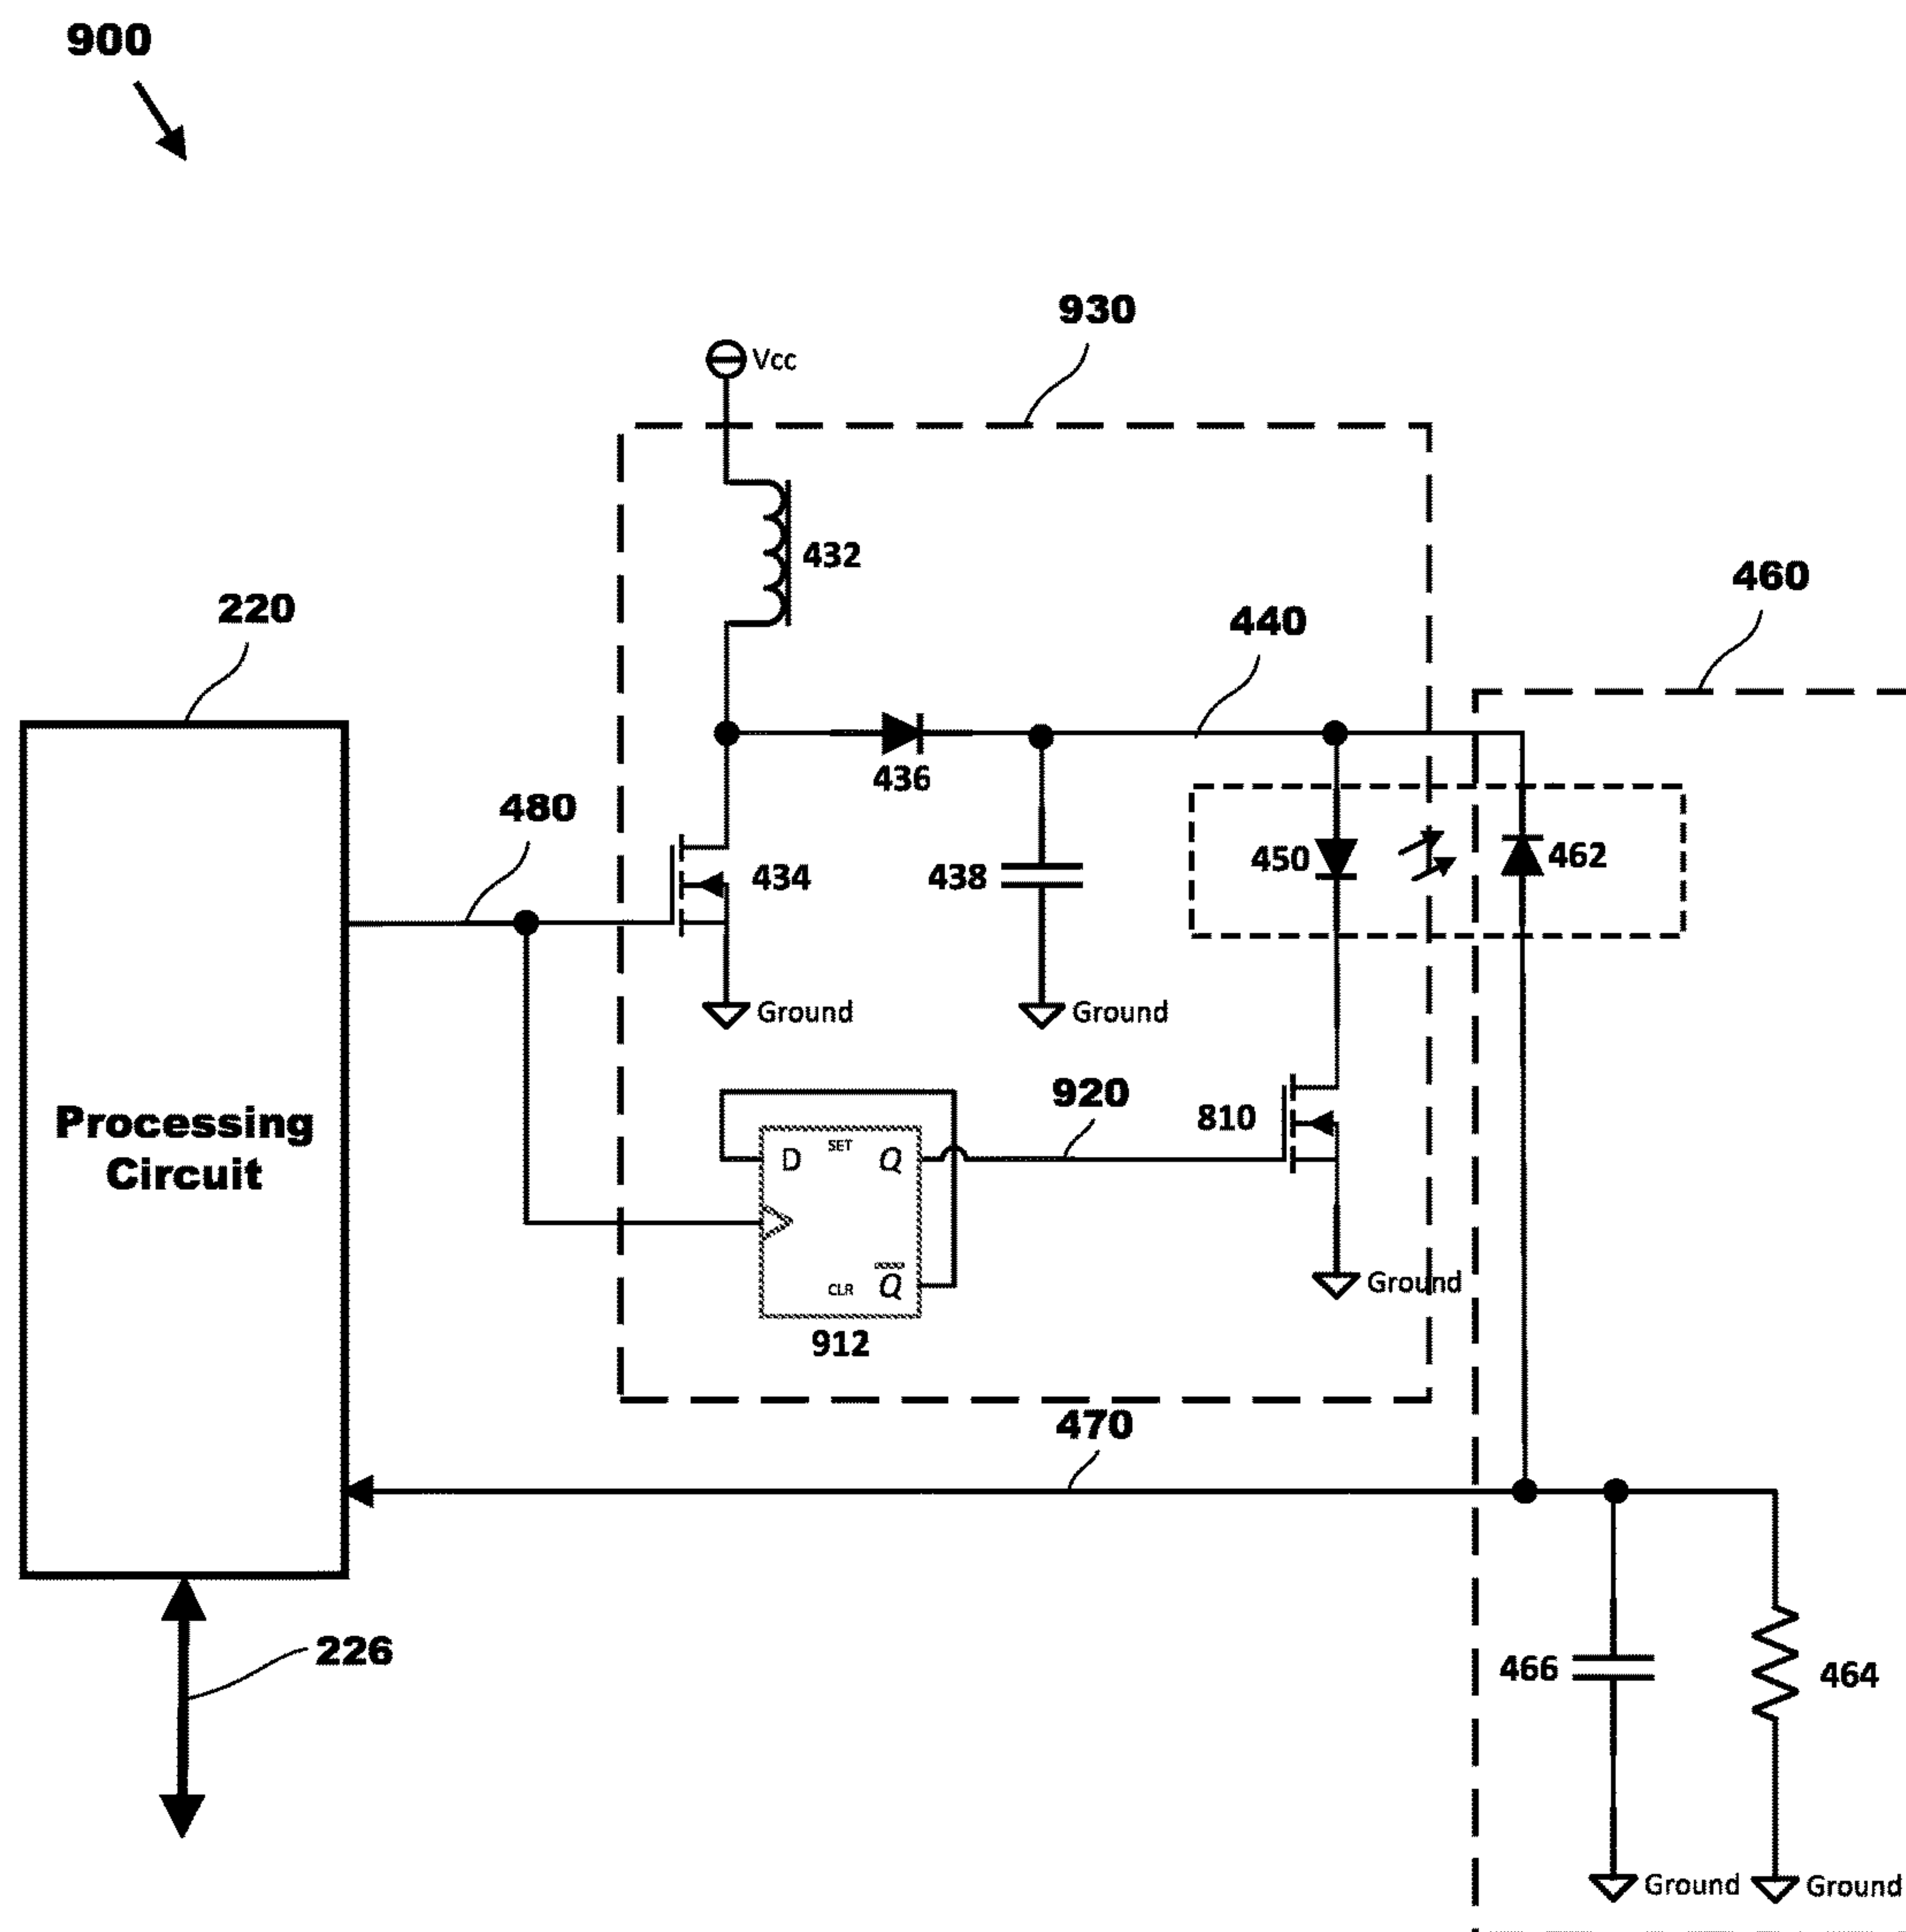 900
930
Vcc
432
460
220
440
436
480
434
438
450
462
Ground
Ground
920
810
Processing
Circuit
D
SET
Q
CLR
Q̅
Ground
912
470
226
466
464
Ground
Ground